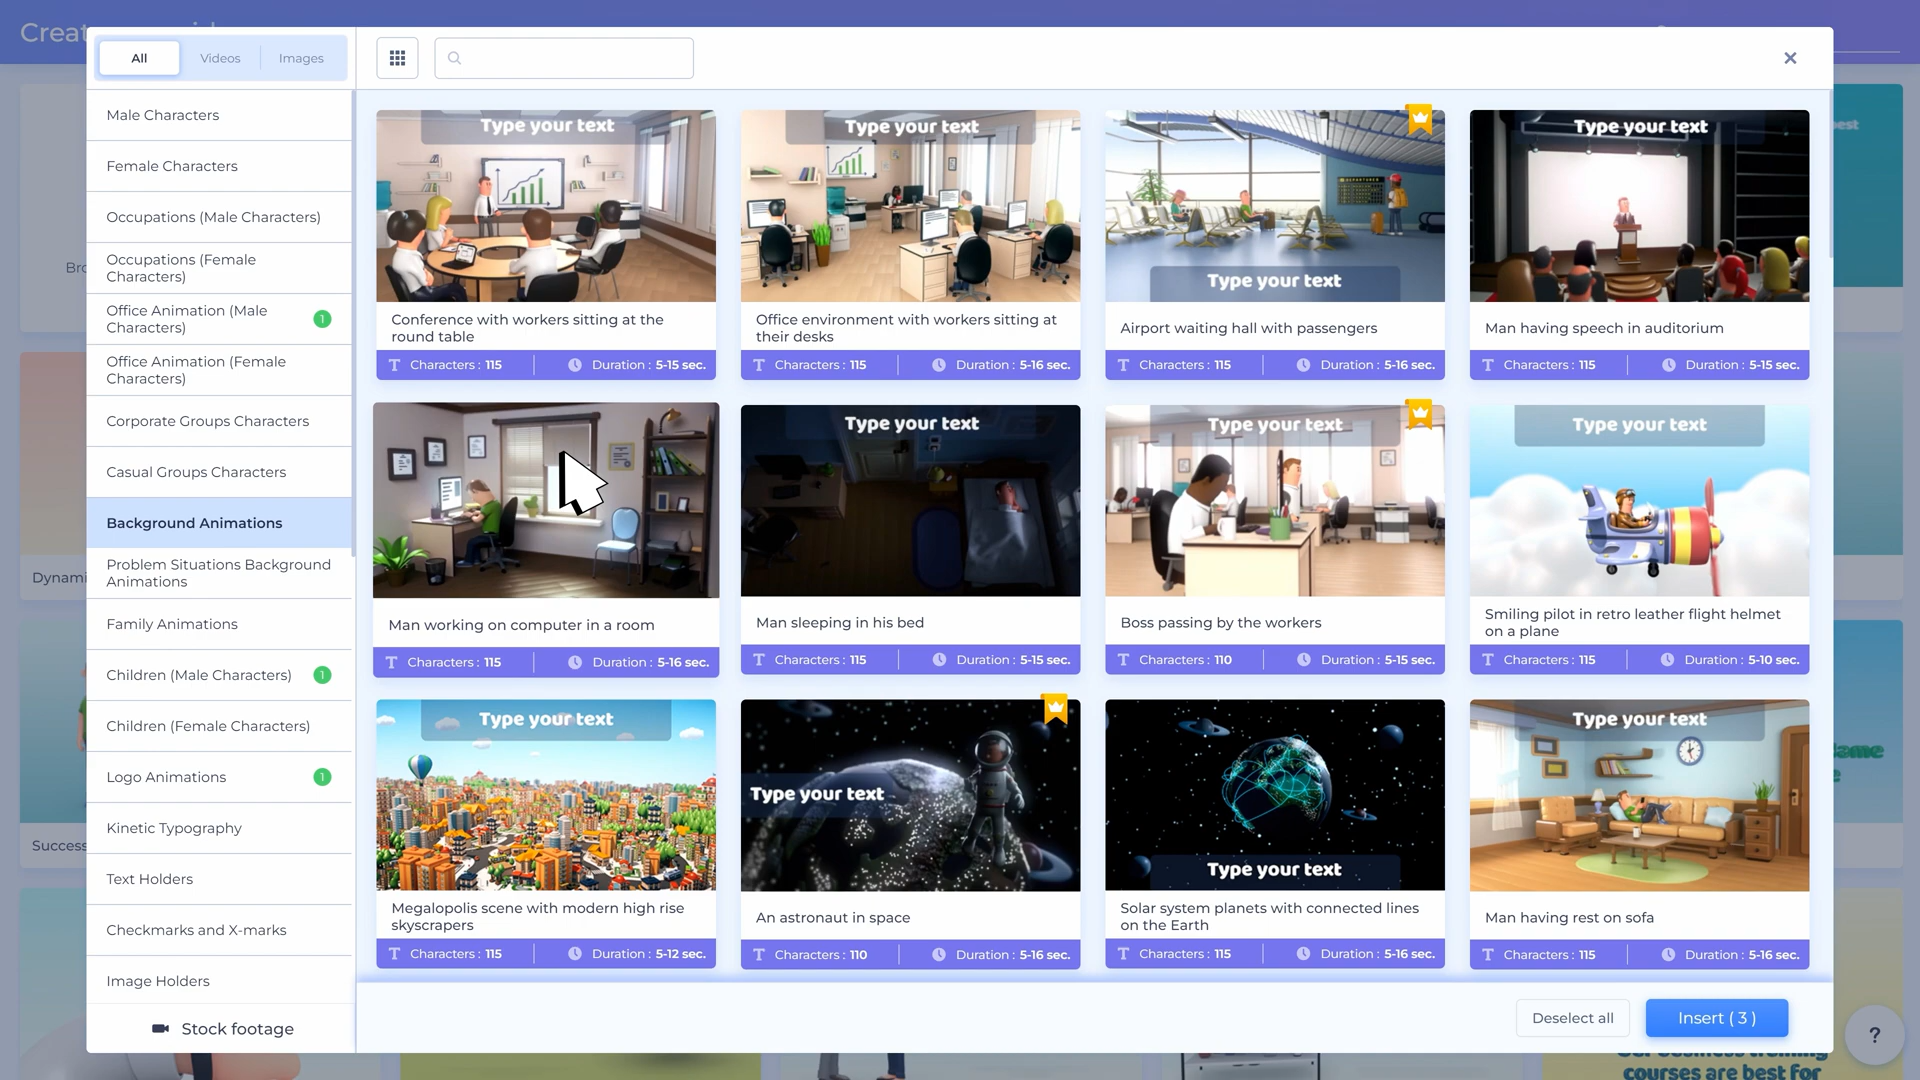 Creat
All
Videos
Images
Male Characters
Female Characters
Occupations (Male Characters)
Occupations (Female
Characters)
Office Animation (Male
Characters)
1
Office Animation (Female
Characters)
Corporate Groups Characters
Casual Groups Characters
Background Animations
Problem Situations Background
Animations
Family Animations
Children (Male Characters)
1
Children (Female Characters)
Logo Animations
1
Kinetic Typography
Text Holders
Checkmarks and X-marks
Image Holders
Stock footage
Type your text
Conference with workers sitting at the
round table
Characters : 115
Duration : 5-15 sec.
Type your text
Office environment with workers sitting at
their desks
Characters : 115
Duration : 5-16 sec.
DEPARTURES
Type your text
Airport waiting hall with passengers
Characters : 115
Duration : 5-16 sec.
Type your text
Man having speech in auditorium
Characters : 115
Duration : 5-15 sec.
Man working on computer in a room
Characters : 115
Duration : 5-16 sec.
Type your text
Man sleeping in his bed
Characters : 115
Duration : 5-15 sec.
Type your text
Boss passing by the workers
Characters : 110
Duration : 5-15 sec.
Type your text
Smiling pilot in retro leather flight helmet
on a plane
Characters : 115
Duration : 5-10 sec.
Type your text
Megalopolis scene with modern high rise
skyscrapers
Characters : 115
Duration : 5-12 sec.
Type your text
An astronaut in space
Characters : 110
Duration : 5-16 sec.
Type your text
Solar system planets with connected lines
on the Earth
Characters : 115
Duration : 5-16 sec.
Type your text
Man having rest on sofa
Characters : 115
Duration : 5-16 sec.
Deselect all
Insert ( 3 )
?
Bro
Dynami
Success
courses are best for